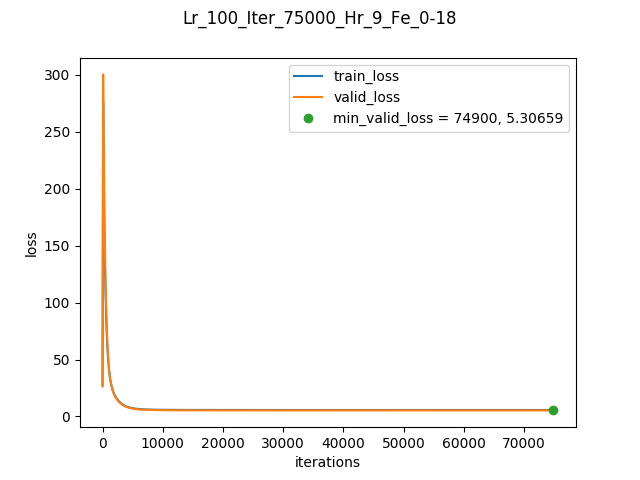 Lr_100_Iter_75000_Hr_9_Fe_0-18
train_loss
valid_loss
min_valid_loss = 74900, 5.30659
300
250
200
150
100
50
0
loss
0 10000 20000 30000 40000 50000 60000 70000
iterations